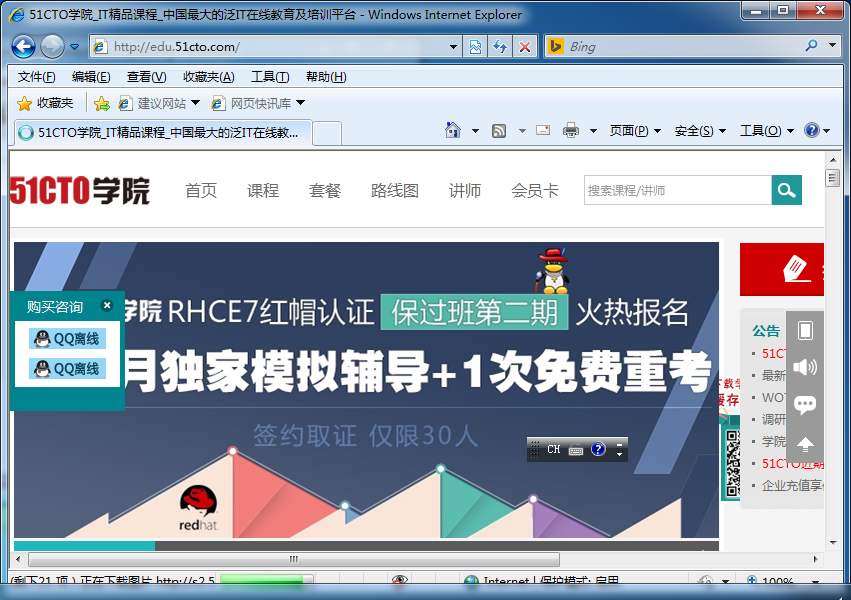 51CTO学院_IT精品课程_中国最大的泛IT在线教育及培训平台 - Windows Internet Explorer
http://edu.51cto.com/
Bing
文件(F) 编辑(E) 查看(V) 收藏夹(A) 工具(T) 帮助(H)
收藏夹 建议网站 网页快讯库
51CTO学院_IT精品课程_中国最大的泛IT在线教... 页面(P) 安全(S) 工具(O)
51CTO学院 首页 课程 套餐 路线图 讲师 会员卡 搜索课程/讲师
购买咨询
QQ离线
QQ离线
学院 RHCE7红帽认证 保过班第二期 火热报名
月独家模拟辅导+1次免费重考
签约取证 仅限30人
redhat.
CH
公告
51CT
最新
WOT
调研
学院
51CTO近期
企业充值享
(剩下21 项) 正在下载图片 http://s2.5 Internet | 保护模式: 启用 100%